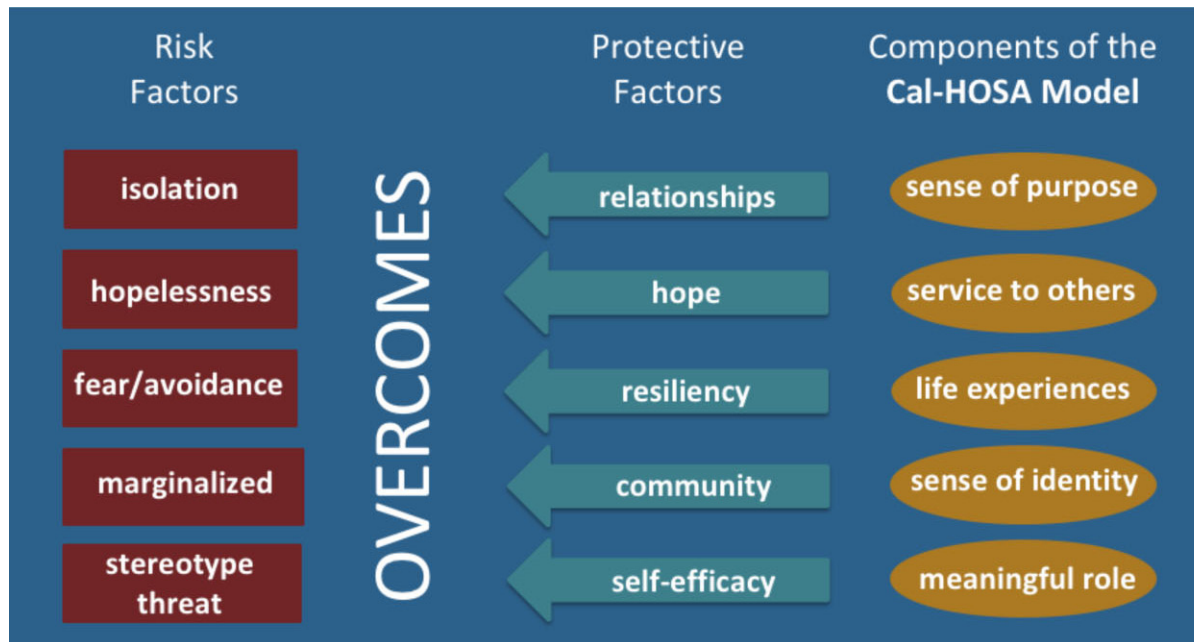 Risk
Factors
Protective
Factors
Components of the
Cal-HOSA Model
isolation
OVERCOMES
relationships
sense of purpose
hopelessness
hope
service to others
fear/avoidance
resiliency
life experiences
marginalized
community
sense of identity
stereotype
threat
self-efficacy
meaningful role